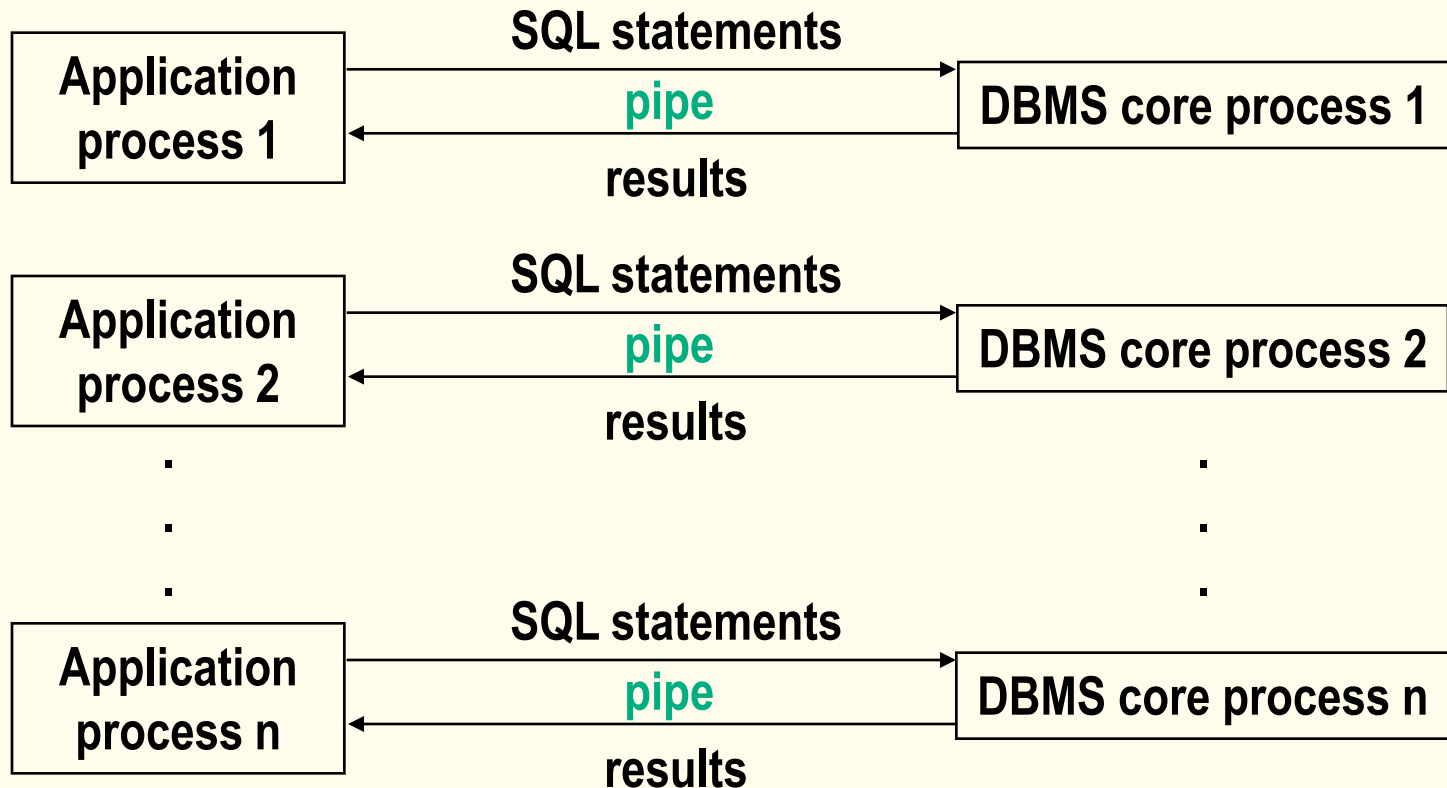 SQL statements
Application
process 1
pipe
DBMS core process 1
results
SQL statements
Application
process 2
pipe
DBMS core process 2
results
.
.
.
.
.
.
SQL statements
Application
process n
pipe
DBMS core process n
results